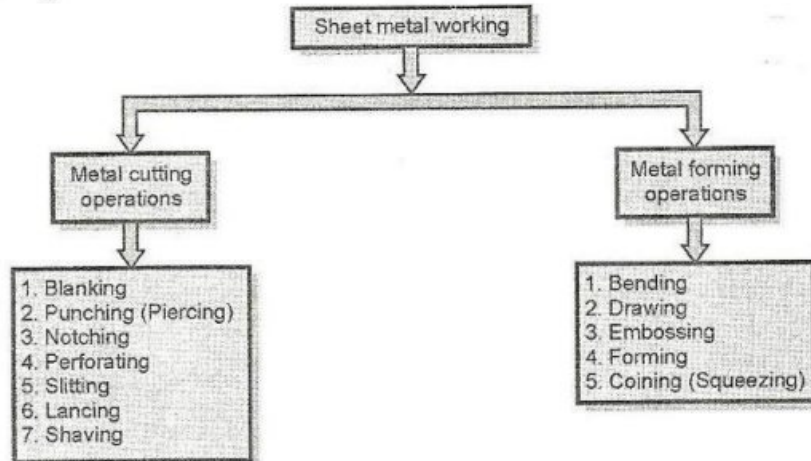 Sheet metal working
Metal cutting
operations
Metal forming
operations
1. Blanking
2. Punching (Piercing)
3. Notching
4. Perforating
5. Slitting
6. Lancing
7. Shaving
1. Bending
2. Drawing
3. Embossing
4. Forming
5. Coining (Squeezing)